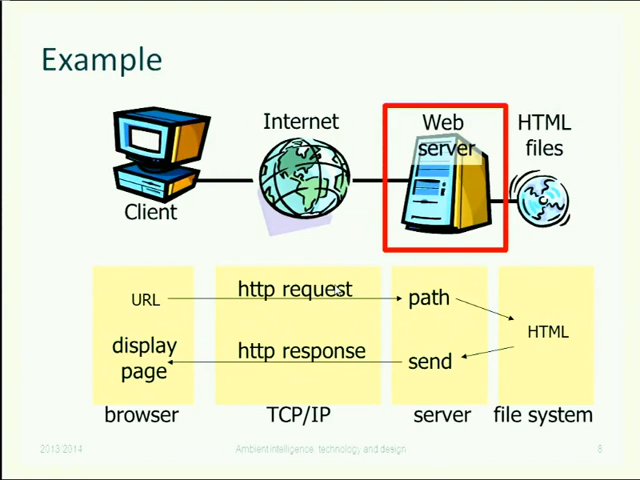 Example
Internet
Web
server
HTML
files
Client
URL
http request
path
HTML
display
page
http response
send
browser
TCP/IP
server
file system
2013/2014
Ambient intelligence: technology and design
8